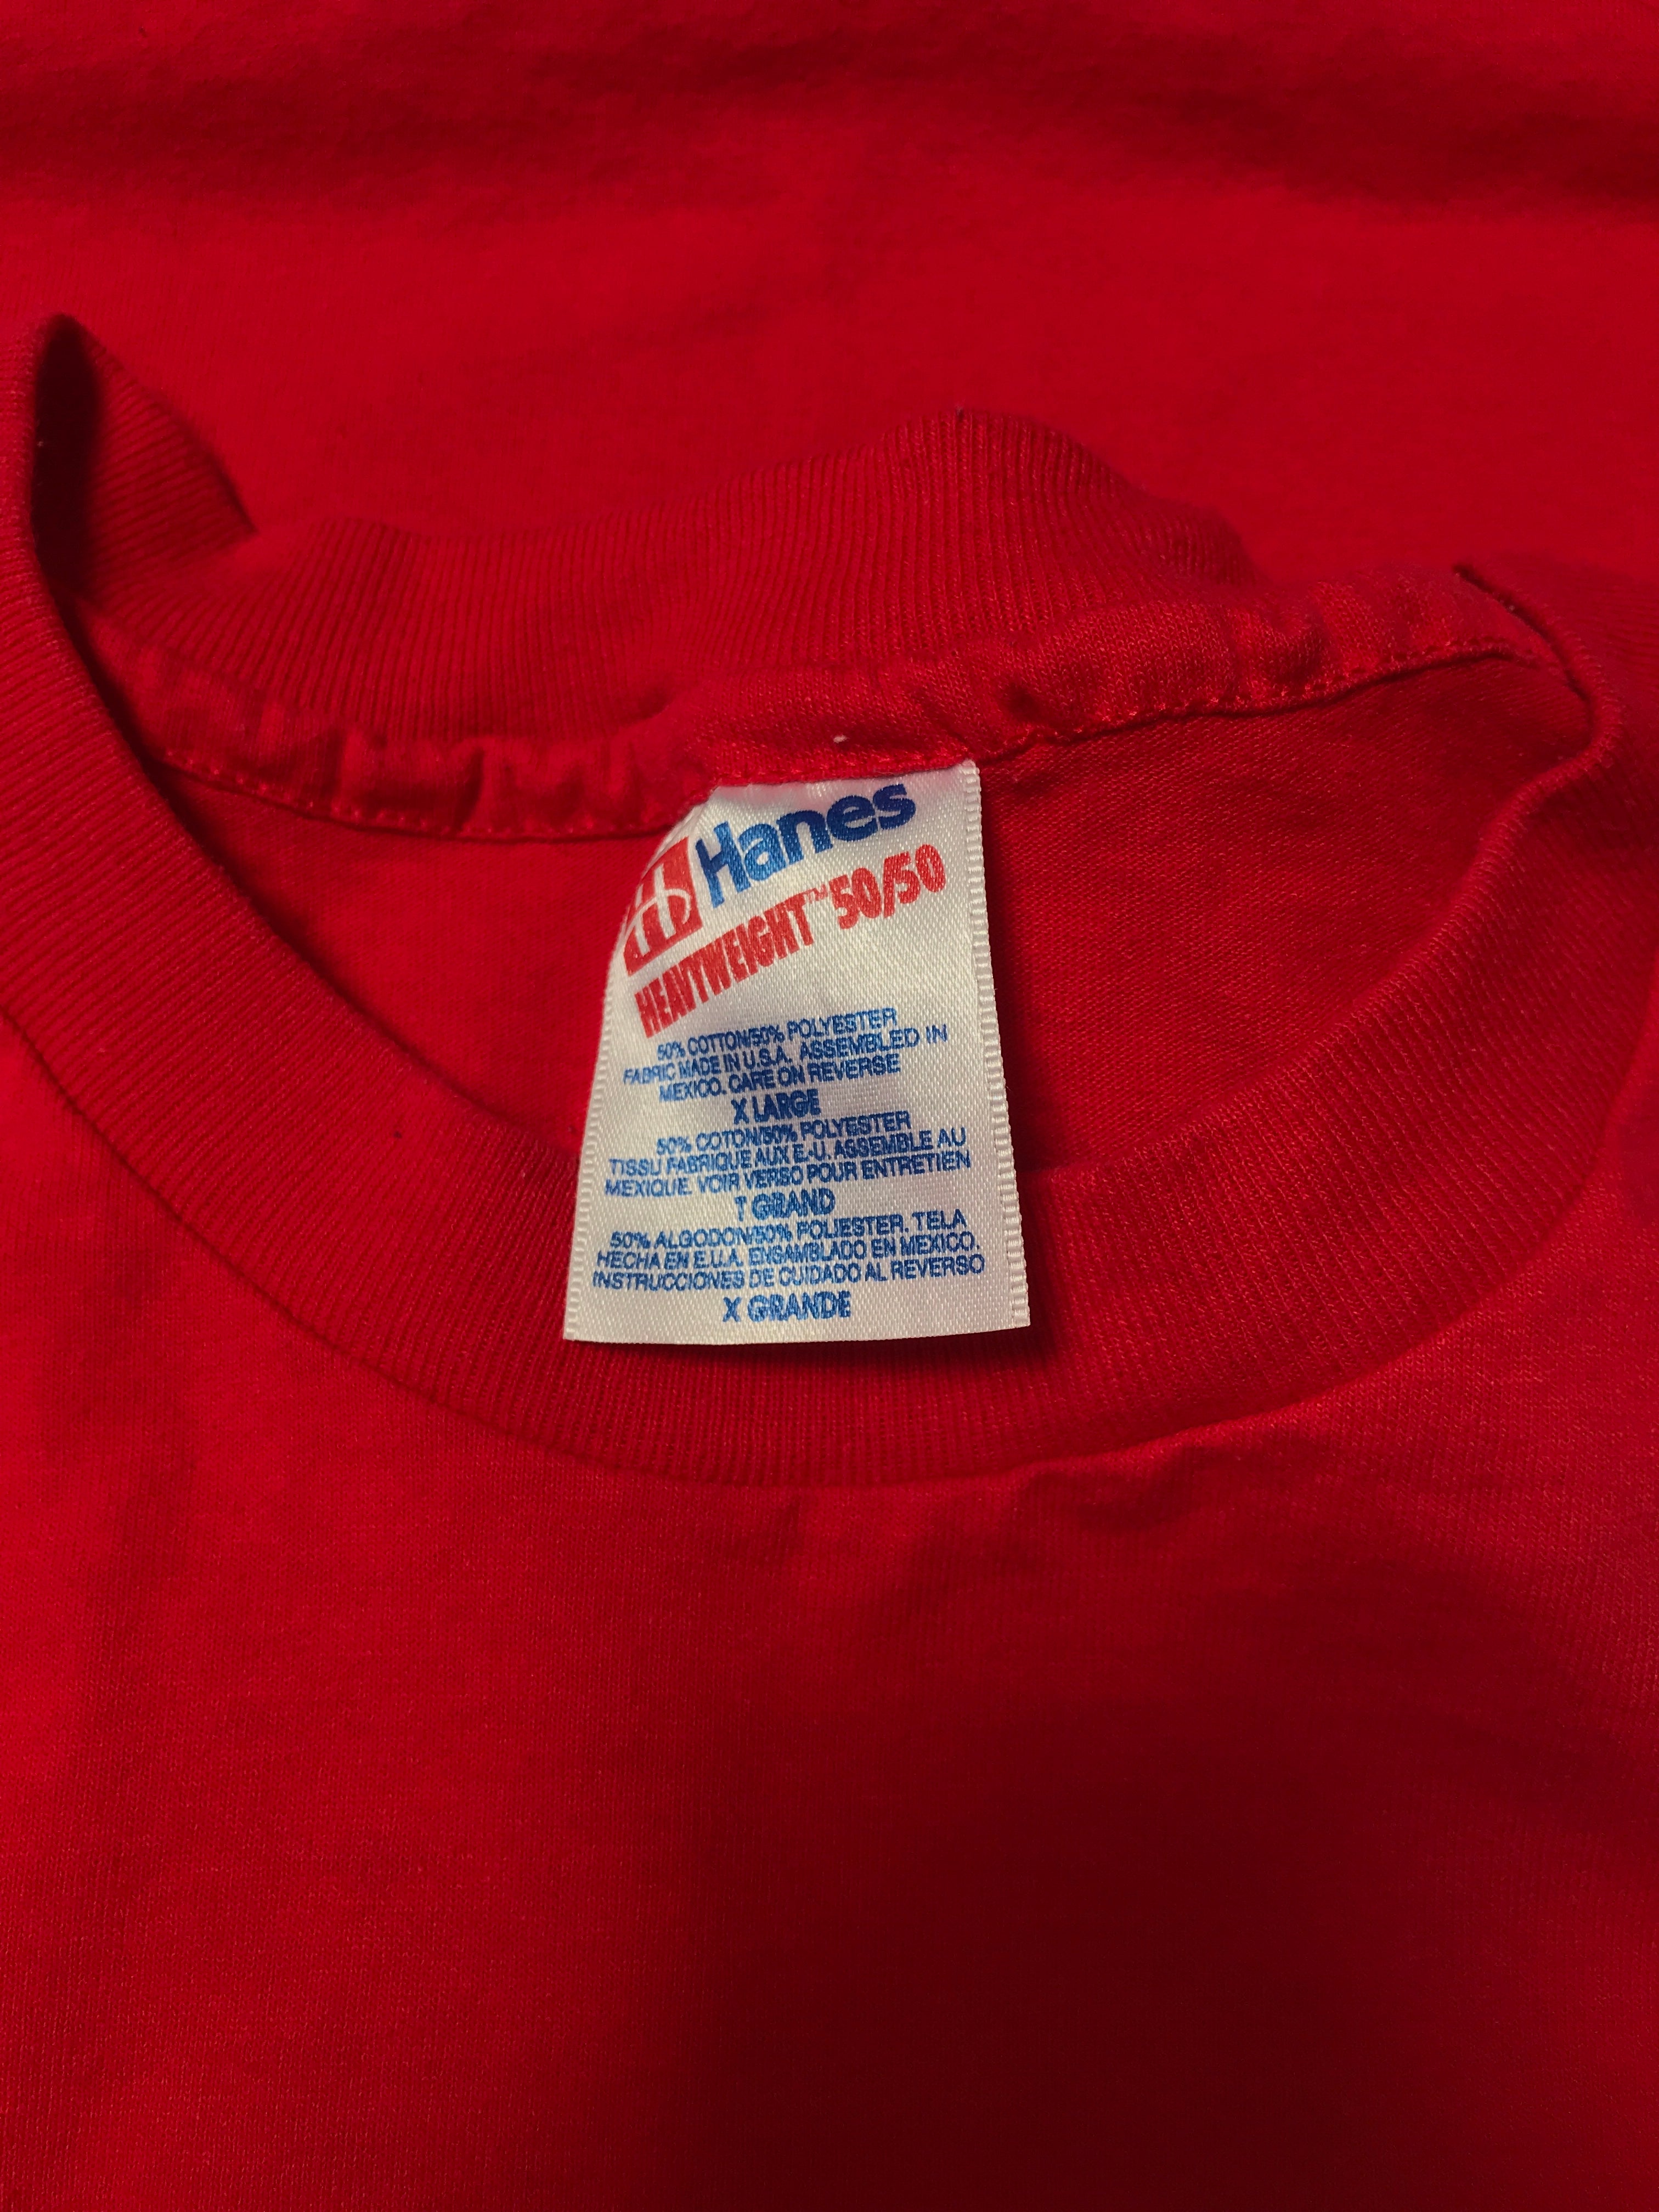 Hanes
HEAVYWEIGHT™ 50/50
50% COTTON/50% POLYESTER
FABRIC MADE IN U.S.A. ASSEMBLED IN
MEXICO. CARE ON REVERSE
X LARGE
50% COTON/50% POLYESTER
TISSU FABRIQUE AUX E.-U. ASSEMBLE AU
MEXIQUE. VOIR VERSO POUR ENTRETIEN
T GRAND
50% ALGODON/50% POLIESTER. TELA
HECHA EN E.U.A. ENSAMBLADO EN MEXICO.
INSTRUCCIONES DE CUIDADO AL REVERSO
X GRANDE